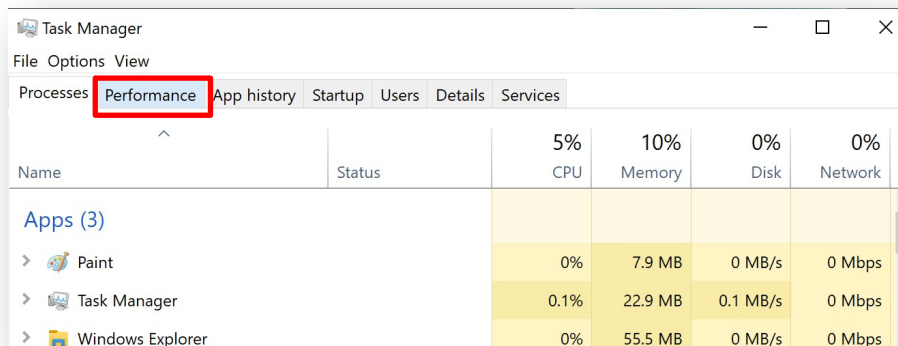 Task Manager
File Options View
Processes Performance App history Startup Users Details Services
5% 10% 0% 0%
Name Status CPU Memory Disk Network
Apps (3)
Paint 0% 7.9 MB 0 MB/s 0 Mbps
Task Manager 0.1% 22.9 MB 0.1 MB/s 0 Mbps
Windows Explorer 0% 55.5 MB 0 MB/s 0 Mbps